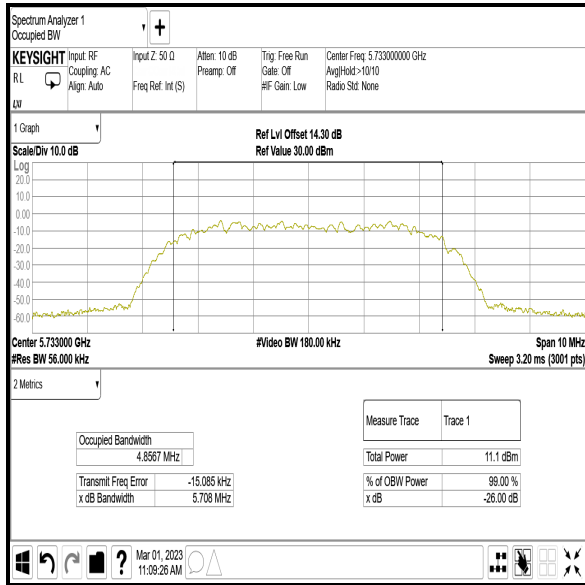 Spectrum Analyzer 1
Occupied BW
KEYSIGHT
RL
LXI
Input: RF
Coupling: AC
Align: Auto
Input Z: 50 Ω
Freq Ref: Int (S)
Atten: 10 dB
Preamp: Off
Trig: Free Run
Gate: Off
#IF Gain: Low
Center Freq: 5.733000000 GHz
Avg|Hold:>10/10
Radio Std: None
1 Graph
Scale/Div 10.0 dB
Ref Lvl Offset 14.30 dB
Ref Value 30.00 dBm
Log
20.0
10.0
0.00
-10.0
-20.0
-30.0
-40.0
-50.0
-60.0
Center 5.733000 GHz
#Video BW 180.00 kHz
Span 10 MHz
#Res BW 56.000 kHz
Sweep 3.20 ms (3001 pts)
2 Metrics
Occupied Bandwidth
4.8567 MHz
Transmit Freq Error -15.085 kHz
x dB Bandwidth 5.708 MHz
Measure Trace Trace 1
Total Power 11.1 dBm
% of OBW Power 99.00 %
x dB -26.00 dB
?
Mar 01, 2023
11:09:26 AM